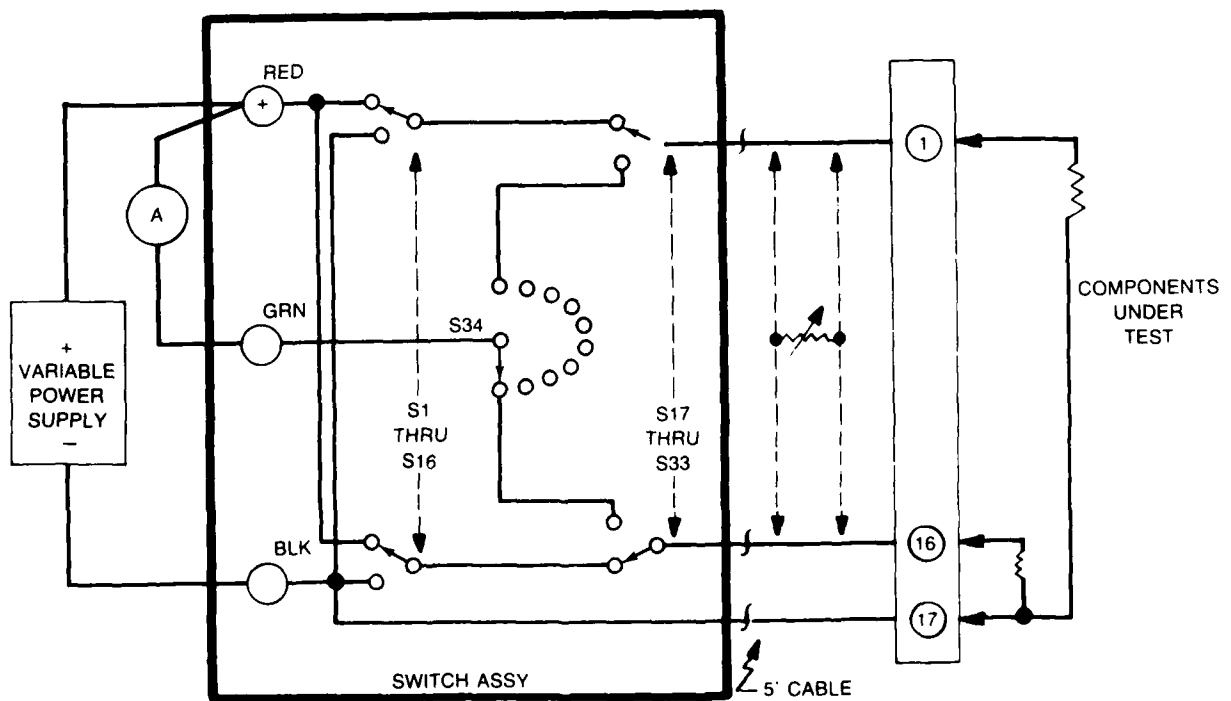 RED
+
A
GRN
S34
+
VARIABLE
POWER
SUPPLY
−
S1
THRU
S16
S17
THRU
S33
BLK
SWITCH ASSY
5' CABLE
1
16
17
COMPONENTS
UNDER
TEST